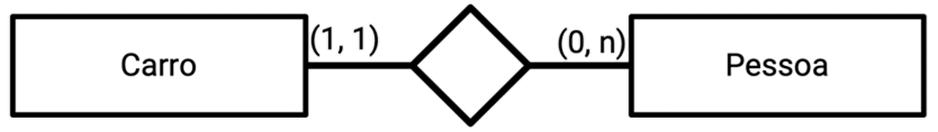 (1, 1)
(0, n)
Carro
Pessoa